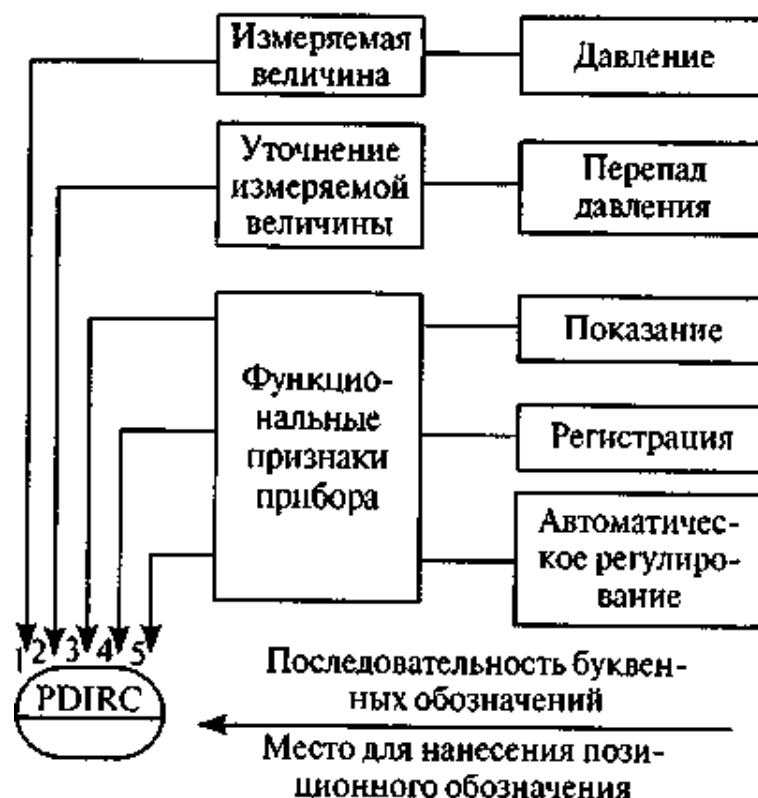 Измеряемая
величина
Давление
Уточнение
измеряемой
величины
Перепад
давления
Функцио-
нальные
признаки
прибора
Показание
Регистрация
Автоматичес-
кое регулиро-
вание
1 2 3 4 5
PDIRC
Последовательность буквен-
ных обозначений
Место для нанесения пози-
ционного обозначения